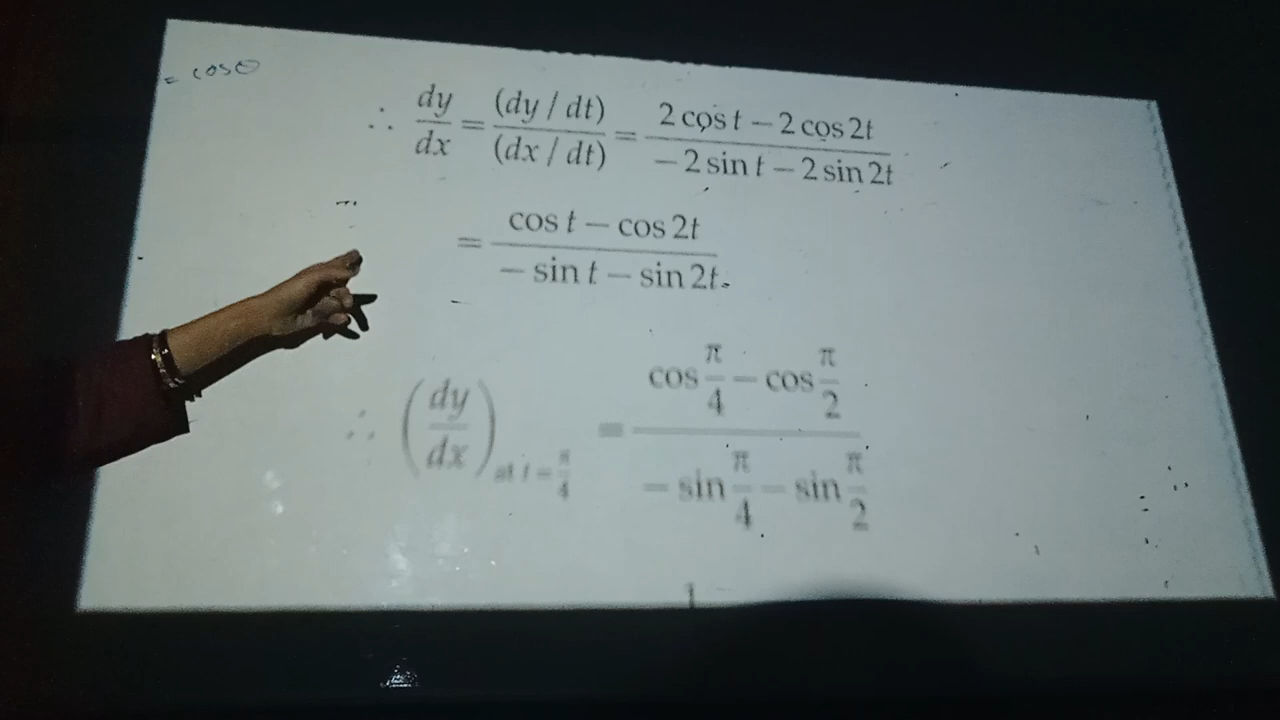 = cosθ
∴ dy/dx = (dy / dt)/(dx / dt) = (2 cos t – 2 cos 2t)/(– 2 sin t – 2 sin 2t)
= (cos t – cos 2t)/(– sin t – sin 2t).
∴ (dy/dx) at t = π/4 = (cos π/4 – cos π/2)/(– sin π/4 – sin π/2)